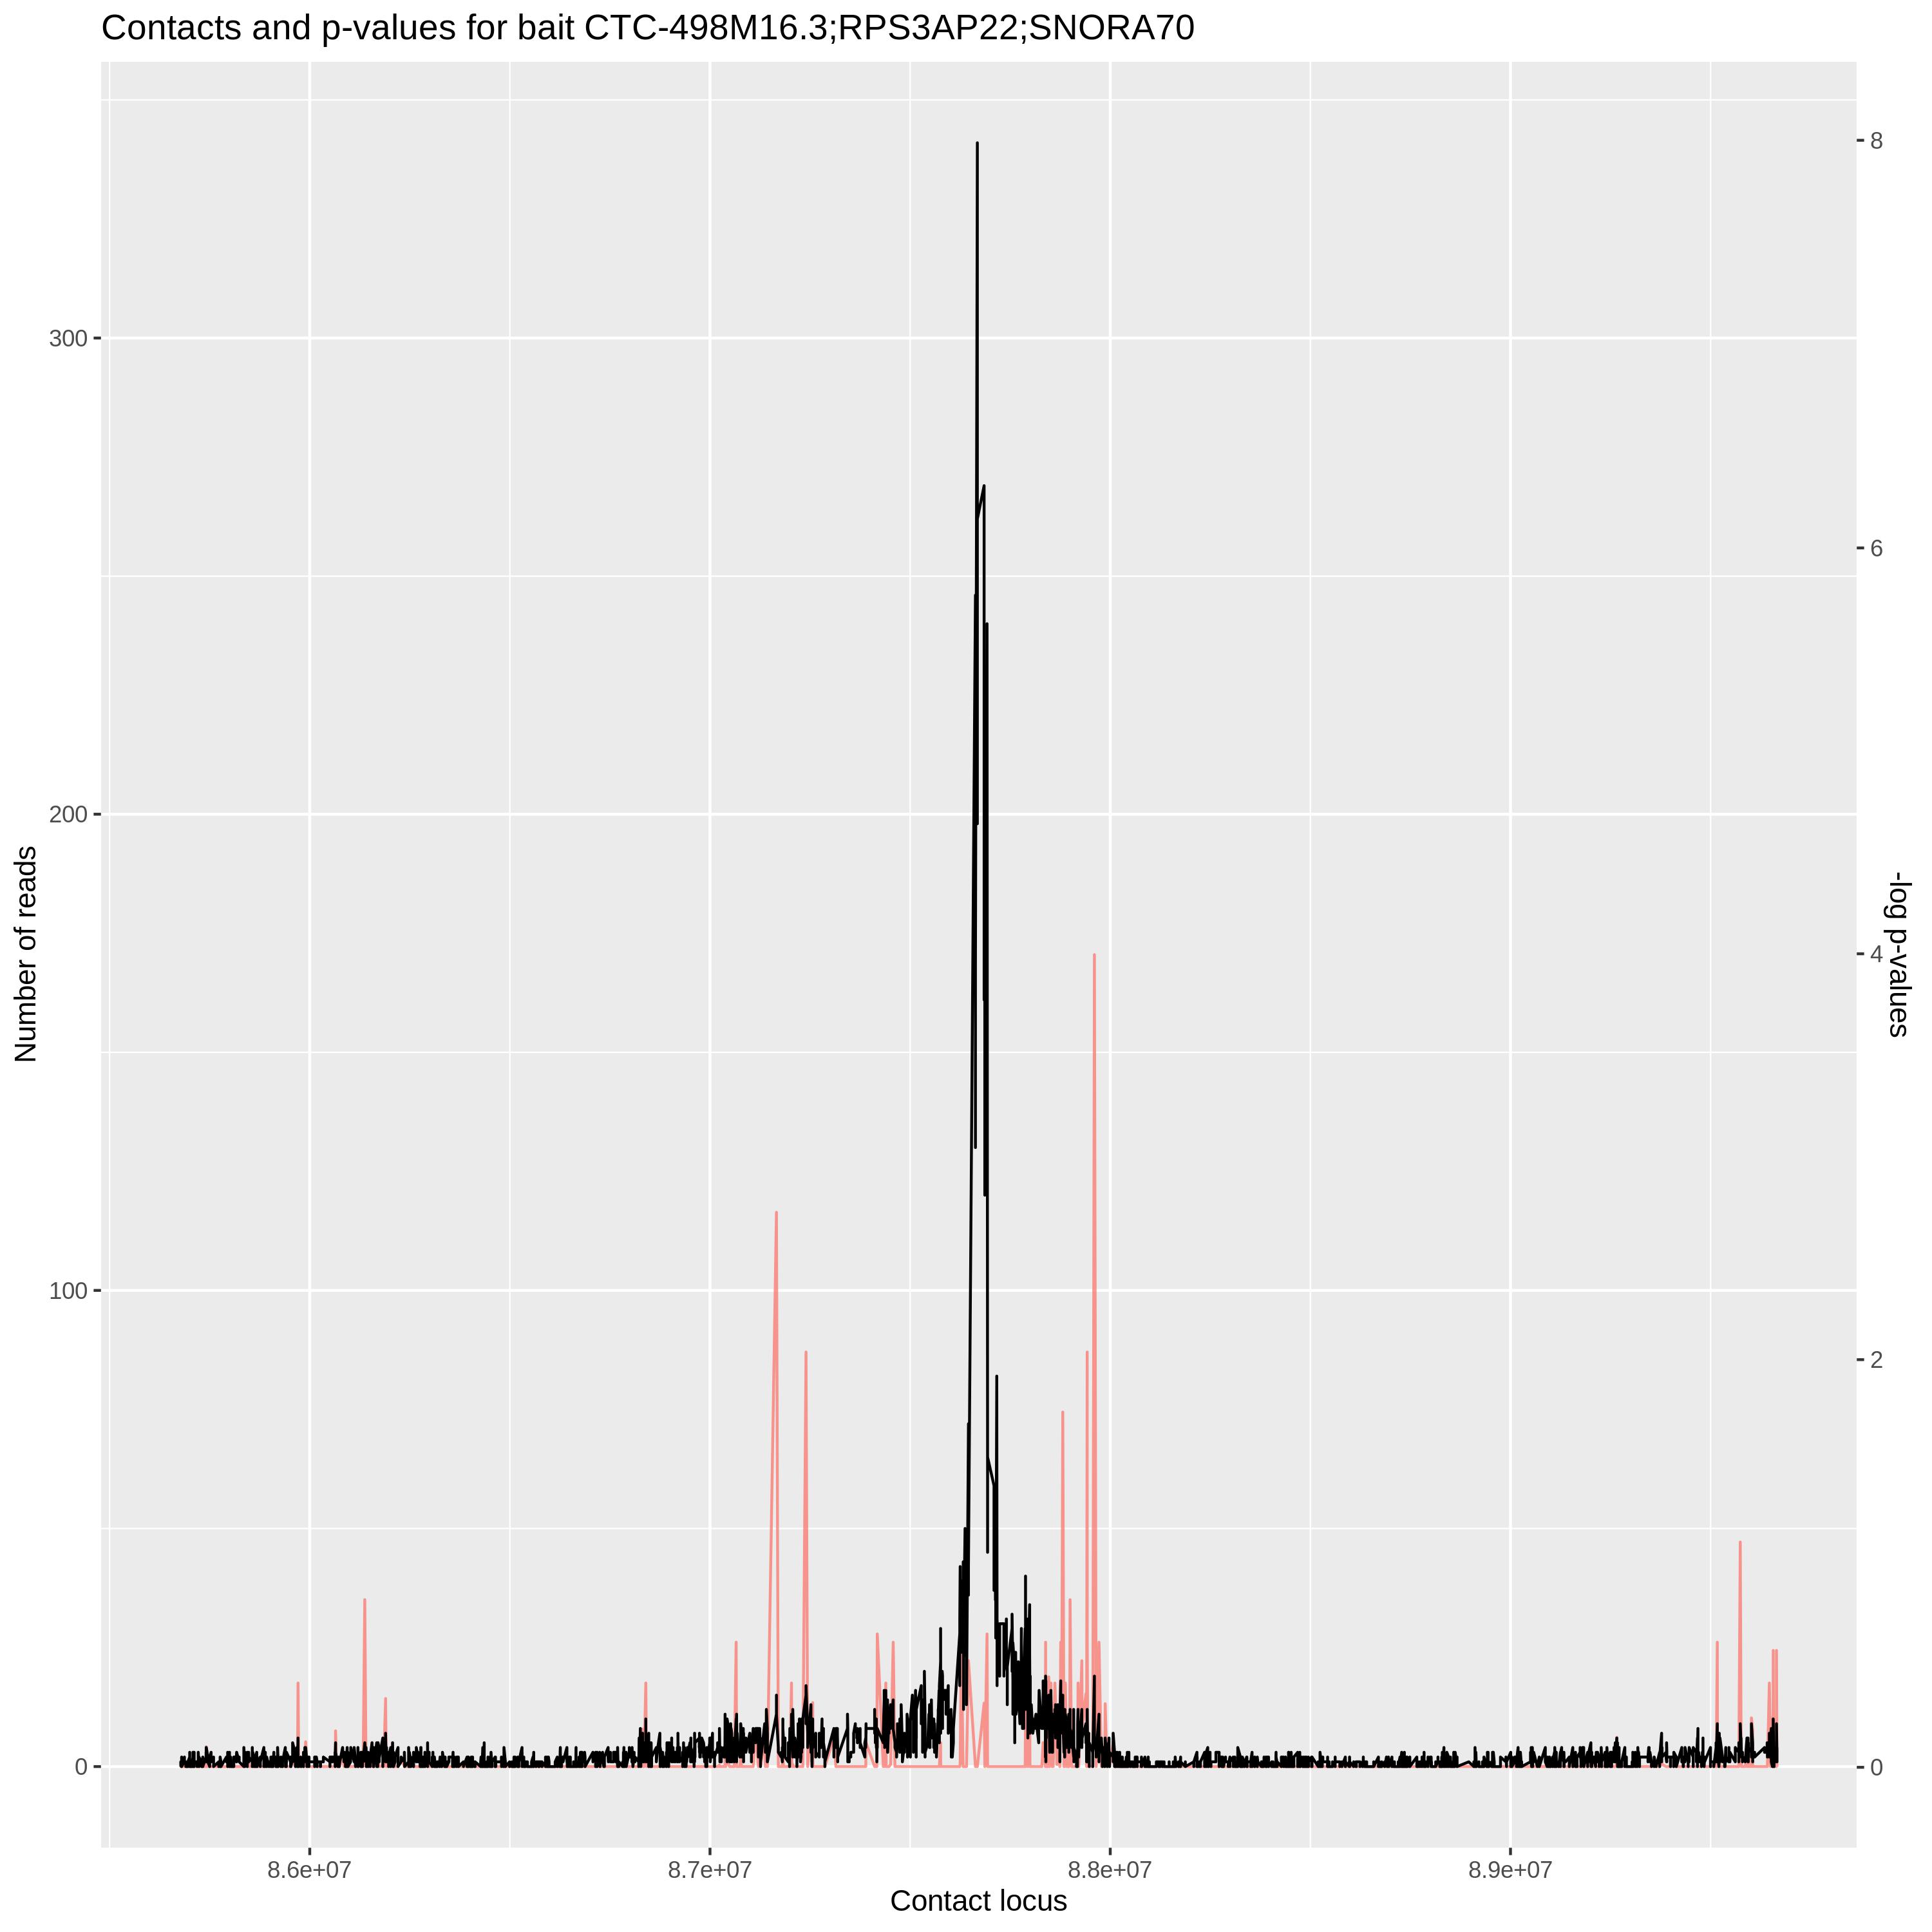 Contacts and p-values for bait CTC-498M16.3;RPS3AP22;SNORA70
Number of reads
300
200
100
0
8
6
4
2
0
-log p-values
8.6e+07
8.7e+07
8.8e+07
8.9e+07
Contact locus